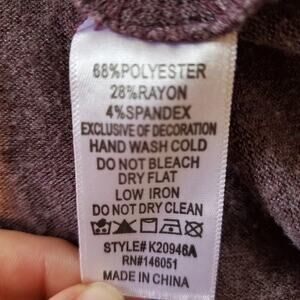 68%POLYESTER
28%RAYON
4%SPANDEX
EXCLUSIVE OF DECORATION
HAND WASH COLD
DO NOT BLEACH
DRY FLAT
LOW IRON
DO NOT DRY CLEAN
STYLE# K20946A
RN#146051
MADE IN CHINA